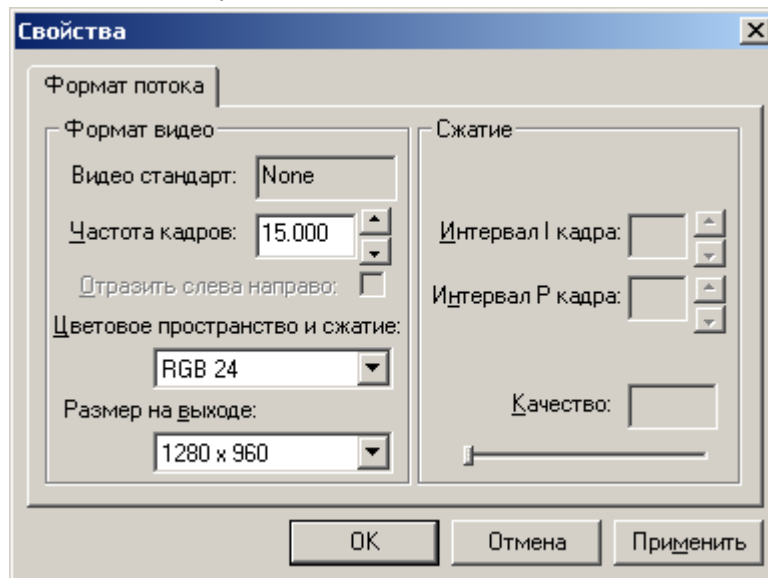 Свойства
Формат потока
Формат видео
Видео стандарт: None
Частота кадров: 15.000
Отразить слева направо:
Цветовое пространство и сжатие:
RGB 24
Размер на выходе:
1280 x 960
Сжатие
Интервал I кадра:
Интервал P кадра:
Качество:
OK Отмена Применить